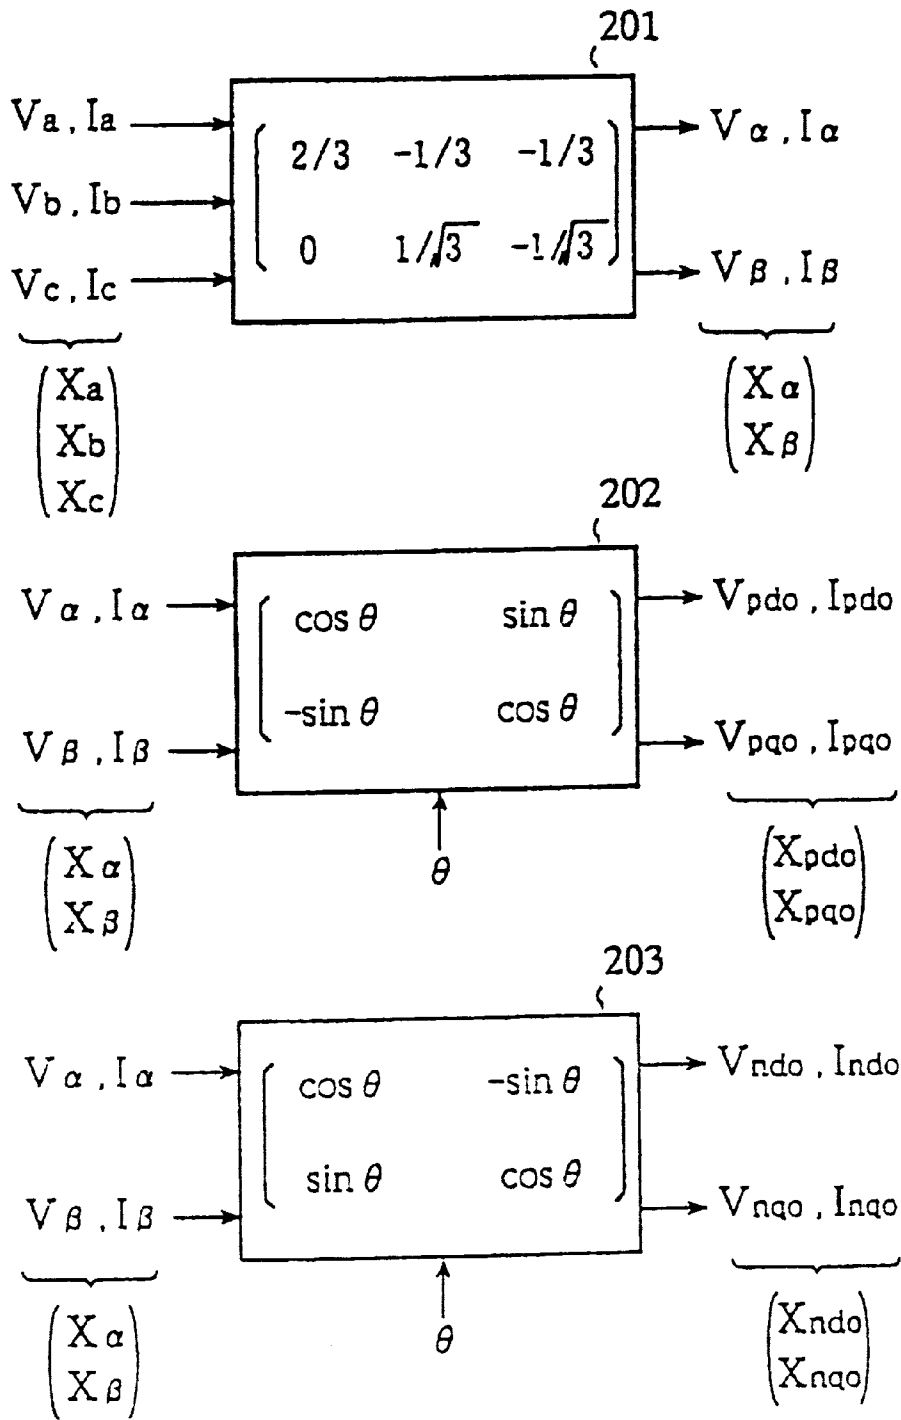 201
Va , Ia
2/3 -1/3 -1/3
Vα , Iα
Vb , Ib
0 1/√3 -1/√3
Vβ , Iβ
Vc , Ic
Xa
Xb
Xc
Xα
Xβ
202
Vα , Iα
cos θ sin θ
Vpdo , Ipdo
Vβ , Iβ
-sin θ cos θ
Vpqo , Ipqo
θ
Xα
Xβ
Xpdo
Xpqo
203
Vα , Iα
cos θ -sin θ
Vndo , Indo
Vβ , Iβ
sin θ cos θ
Vnqo , Inqo
θ
Xα
Xβ
Xndo
Xnqo